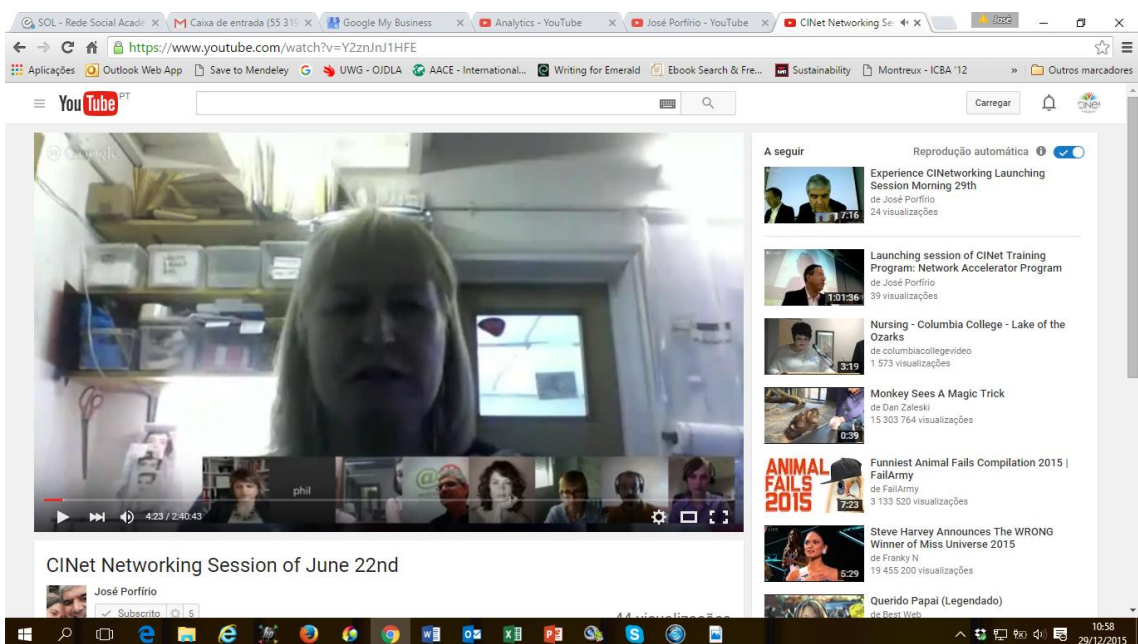 SOL - Rede Social Acadé
Caixa de entrada (55 319
Google My Business
Analytics - YouTube
José Porfírio - YouTube
CINet Networking Se
José
https://www.youtube.com/watch?v=Y2znJnJ1HFE
Aplicações
Outlook Web App
Save to Mendeley
UWG - OJDLA
AACE - International...
Writing for Emerald
Ebook Search & Fre...
Sustainability
Montreux - ICBA '12
»
Outros marcadores
YouTube PT
Carregar
Google
phil
4:23 / 2:40:43
CINet Networking Session of June 22nd
José Porfírio
Subscrito 5
44 visualizações
A seguir
Reprodução automática
Experience CINetworking Launching
Session Morning 29th
de José Porfírio
24 visualizações
7:16
Launching session of CINet Training
Program: Network Accelerator Program
de José Porfírio
39 visualizações
1:01:36
Nursing - Columbia College - Lake of the
Ozarks
de columbiacollegevideo
1 573 visualizações
3:19
Monkey Sees A Magic Trick
de Dan Zaleski
15 303 764 visualizações
0:39
ANIMAL
FAILS
2015
Funniest Animal Fails Compilation 2015 |
FailArmy
de FailArmy
3 133 520 visualizações
7:23
Steve Harvey Announces The WRONG
Winner of Miss Universe 2015
de Franky N
19 455 200 visualizações
5:29
Querido Papai (Legendado)
de Best Web
10:58
29/12/2015